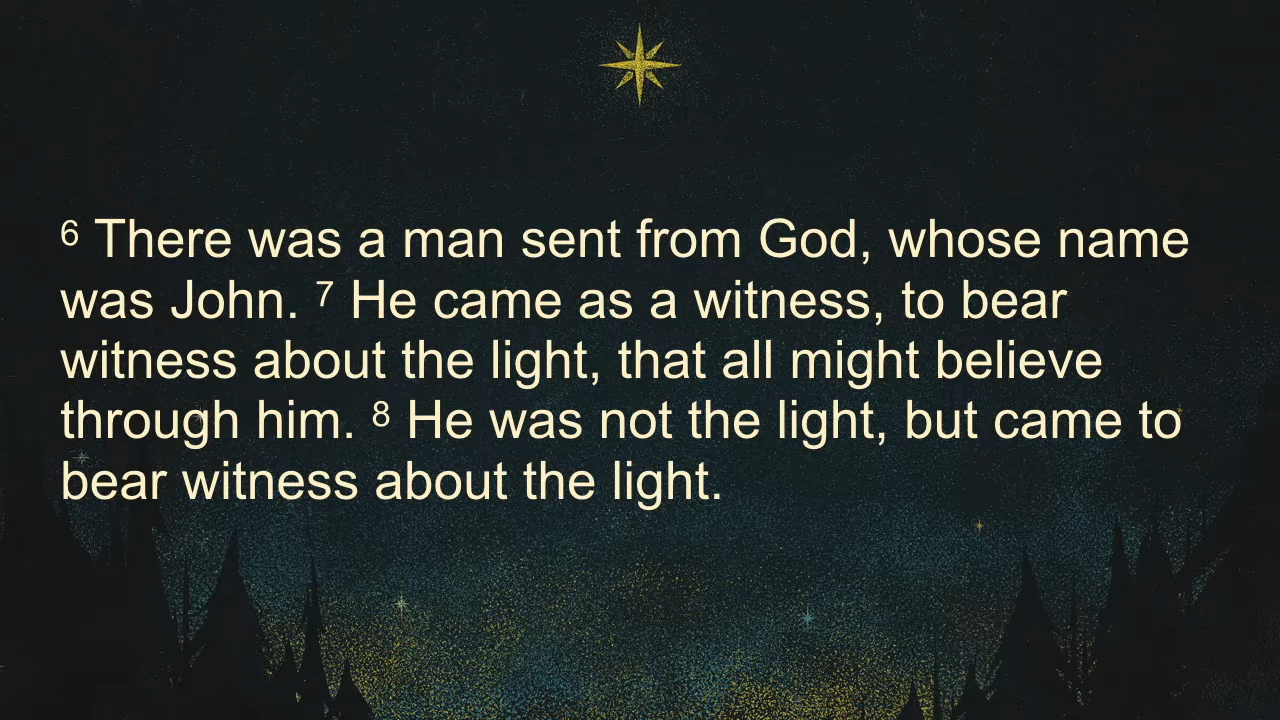 ⁶ There was a man sent from God, whose name
was John. ⁷ He came as a witness, to bear
witness about the light, that all might believe
through him. ⁸ He was not the light, but came to
bear witness about the light.